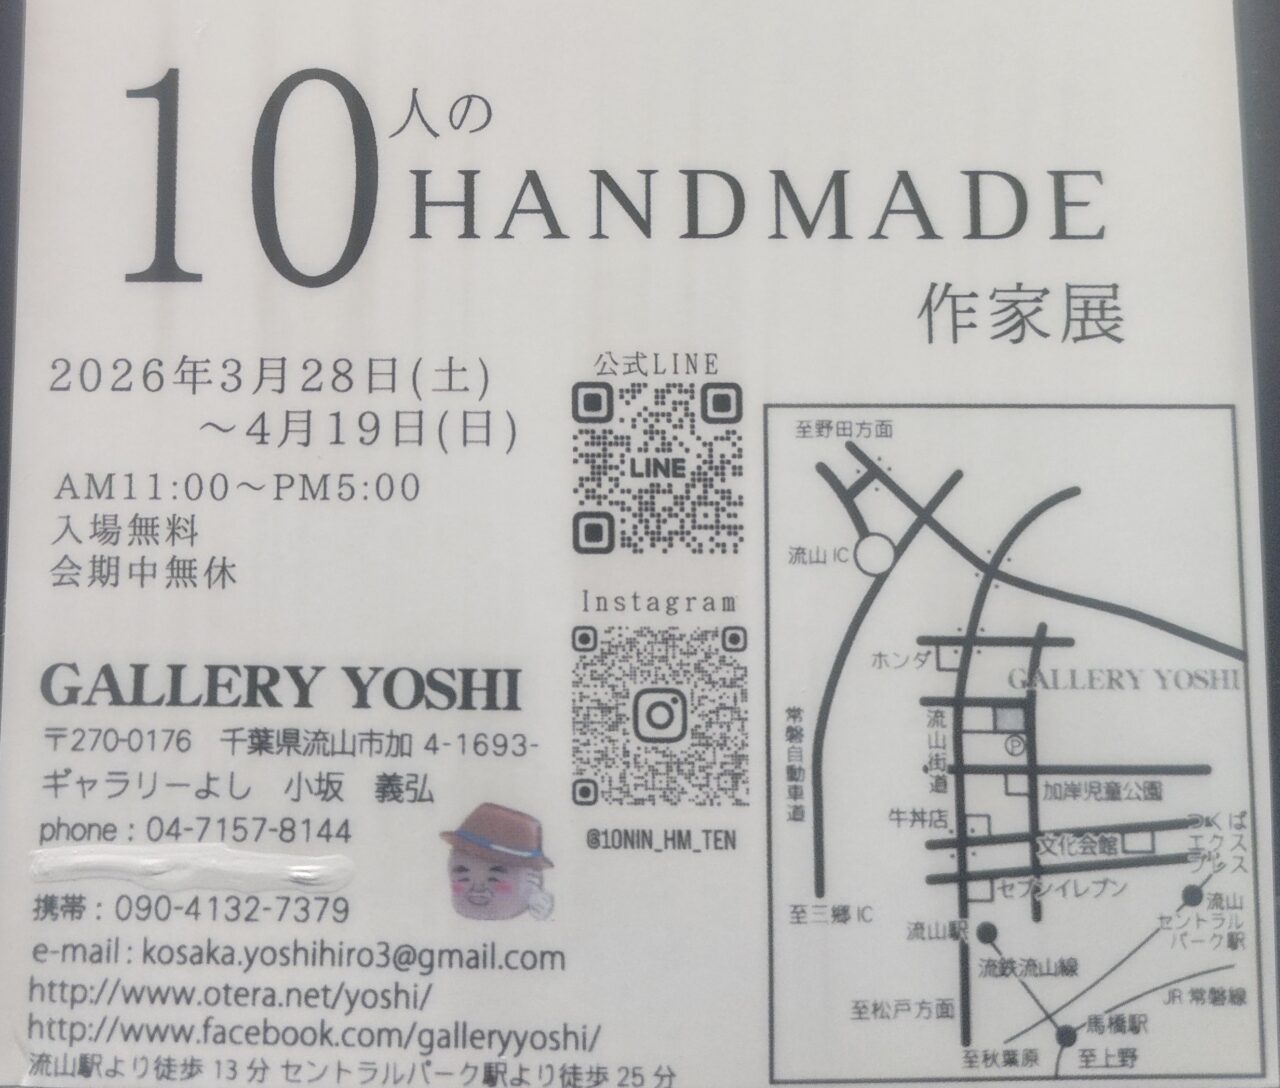 10人の
HANDMADE
作家展
2026年3月28日(土)
～4月19日(日)
AM11:00～PM5:00
入場無料
会期中無休
公式LINE
LINE
Instagram
@10NIN_HM_TEN
GALLERY YOSHI
〒270-0176 千葉県流山市加 4-1693-
ギャラリーよし 小坂 義弘
phone : 04-7157-8144
携帯 : 090-4132-7379
e-mail : kosaka.yoshihiro3@gmail.com
http://www.otera.net/yoshi/
http://www.facebook.com/galleryyoshi/
流山駅より徒歩 13 分 セントラルパーク駅より徒歩 25 分
至野田方面
流山 IC
ホンダ
GALLERY YOSHI
常磐自動車道
流山街道
P
加岸児童公園
牛丼店
つくば
エクス
プレス
文化会館
セブンイレブン
至三郷 IC
流山
セントラル
パーク駅
流山駅
流鉄流山線
JR 常磐線
至松戸方面
馬橋駅
至秋葉原
至上野